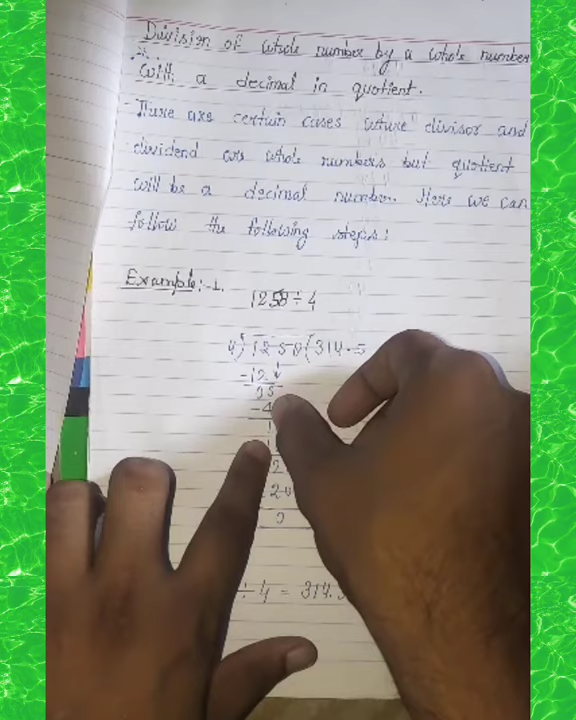 Division of whole number by a whole number
with a decimal in quotient.
There are certain cases where divisor and
dividend are whole numbers but quotient
will be a decimal number. Here we can
follow the following steps:
Example:-1.
1258 ÷ 4
4)1258(314.5
-12
05
-4
1
2
20
0
÷ 4 = 314.